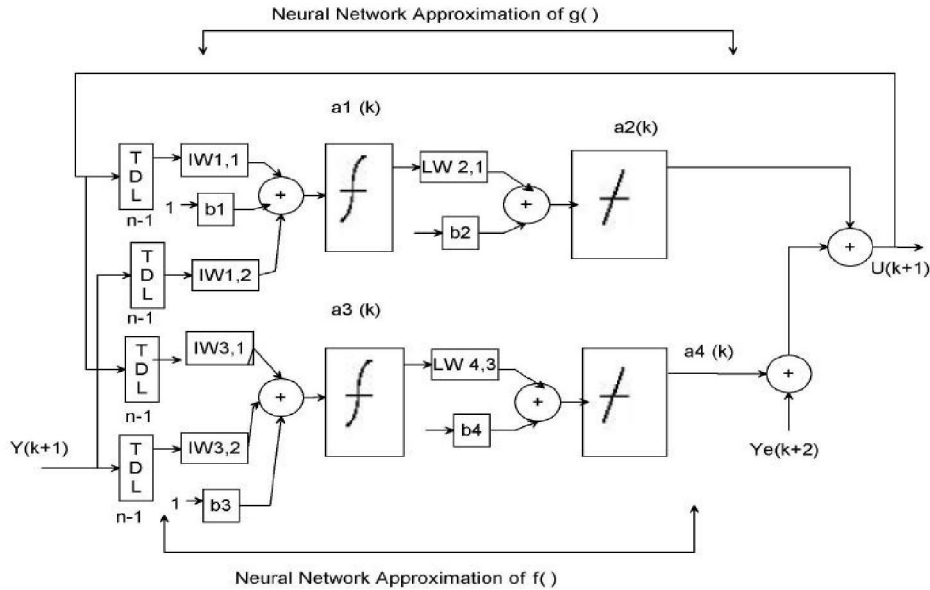 Neural Network Approximation of g()
a1 (k)
a2(k)
T
D
L
n-1
IW1,1
1
b1
+
LW 2,1
b2
+
+
U(k+1)
T
D
L
n-1
IW1,2
a3 (k)
T
D
L
n-1
IW3,1
+
LW 4,3
b4
+
a4 (k)
+
Ye(k+2)
Y(k+1)
T
D
L
n-1
IW3,2
1
b3
Neural Network Approximation of f()